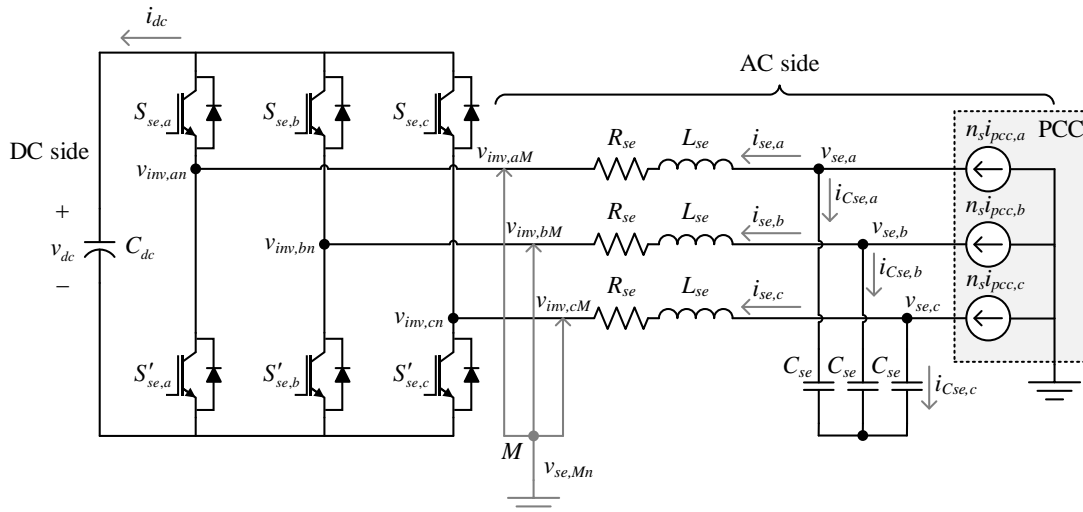 i_dc
AC side
S_se,a
S_se,b
S_se,c
n_s i_pcc,a
PCC
DC side
v_inv,an
v_inv,aM
R_se
L_se
i_se,a
v_se,a
i_Cse,a
n_s i_pcc,b
+
v_dc
−
C_dc
v_inv,bn
v_inv,bM
R_se
L_se
i_se,b
v_se,b
i_Cse,b
n_s i_pcc,c
v_inv,cn
v_inv,cM
R_se
L_se
i_se,c
v_se,c
S′_se,a
S′_se,b
S′_se,c
C_se
C_se
C_se
i_Cse,c
M
v_se,Mn